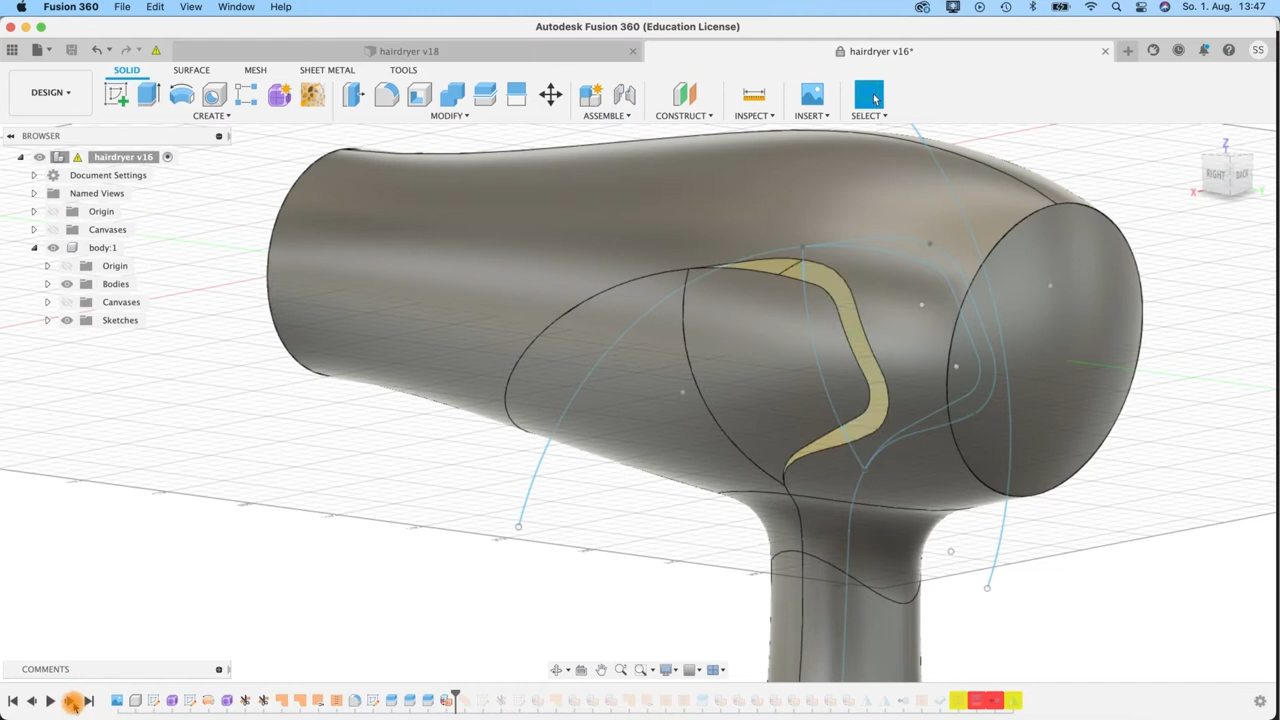 Fusion 360 File Edit View Window Help So. 1. Aug. 13:47
Autodesk Fusion 360 (Education License)
hairdryer v18 hairdryer v16* SS
DESIGN SOLID SURFACE MESH SHEET METAL TOOLS
CREATE MODIFY ASSEMBLE CONSTRUCT INSPECT INSERT SELECT
BROWSER
hairdryer v16
Document Settings
Named Views
Origin
Canvases
body:1
Origin
Bodies
Canvases
Sketches
Z
RIGHT BACK
X Y
COMMENTS